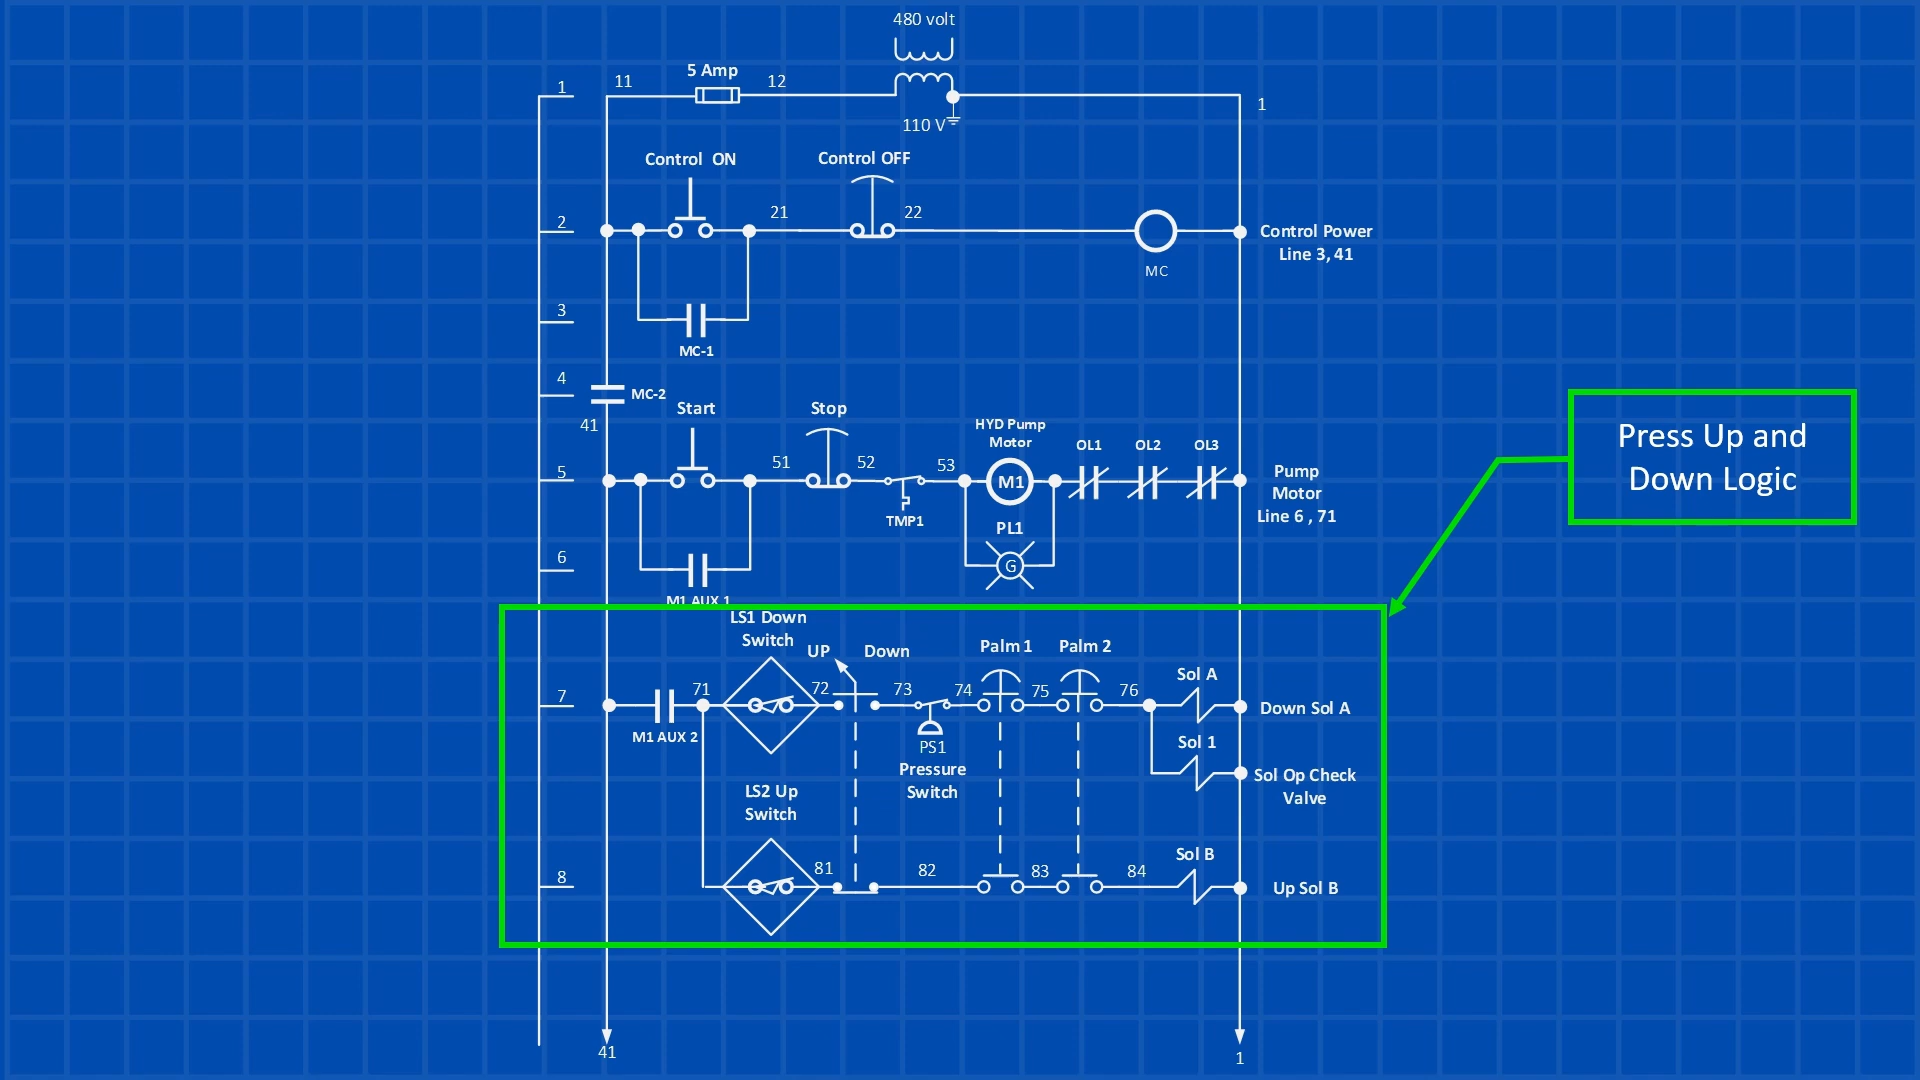 480 volt
1
11
5 Amp
12
110 V
1
Control ON
Control OFF
2
21
22
MC
Control Power
Line 3, 41
3
MC-1
4
MC-2
41
Start
Stop
HYD Pump
Motor
OL1
OL2
OL3
Press Up and
Down Logic
5
51
52
TMP1
53
M1
Pump
Motor
Line 6 , 71
PL1
G
6
M1 AUX 1
LS1 Down
Switch
UP
Down
Palm 1
Palm 2
7
M1 AUX 2
71
72
73
74
75
76
Sol A
Down Sol A
PS1
Pressure
Switch
Sol 1
Sol Op Check
Valve
LS2 Up
Switch
8
81
82
83
84
Sol B
Up Sol B
41
1